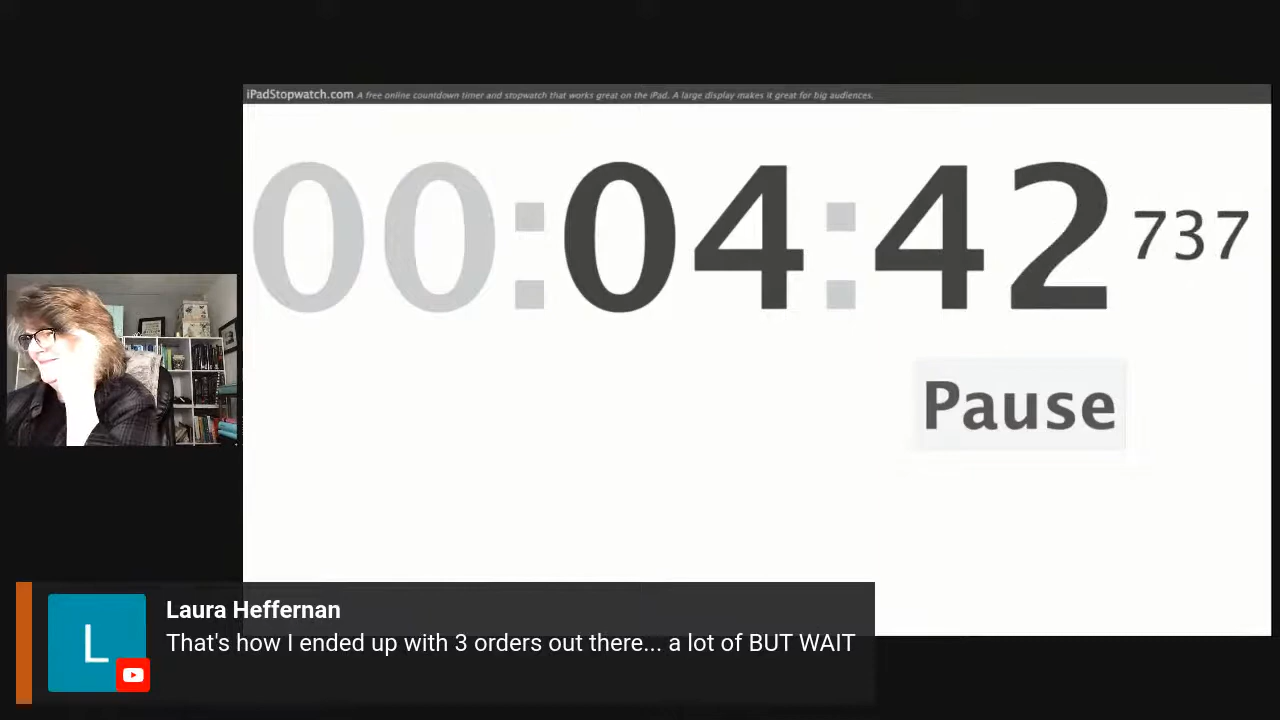 iPadStopwatch.com A free online countdown timer and stopwatch that works great on the iPad. A large display makes it great for big audiences.
00:04:42 737
Pause
L
Laura Heffernan
That's how I ended up with 3 orders out there... a lot of BUT WAIT